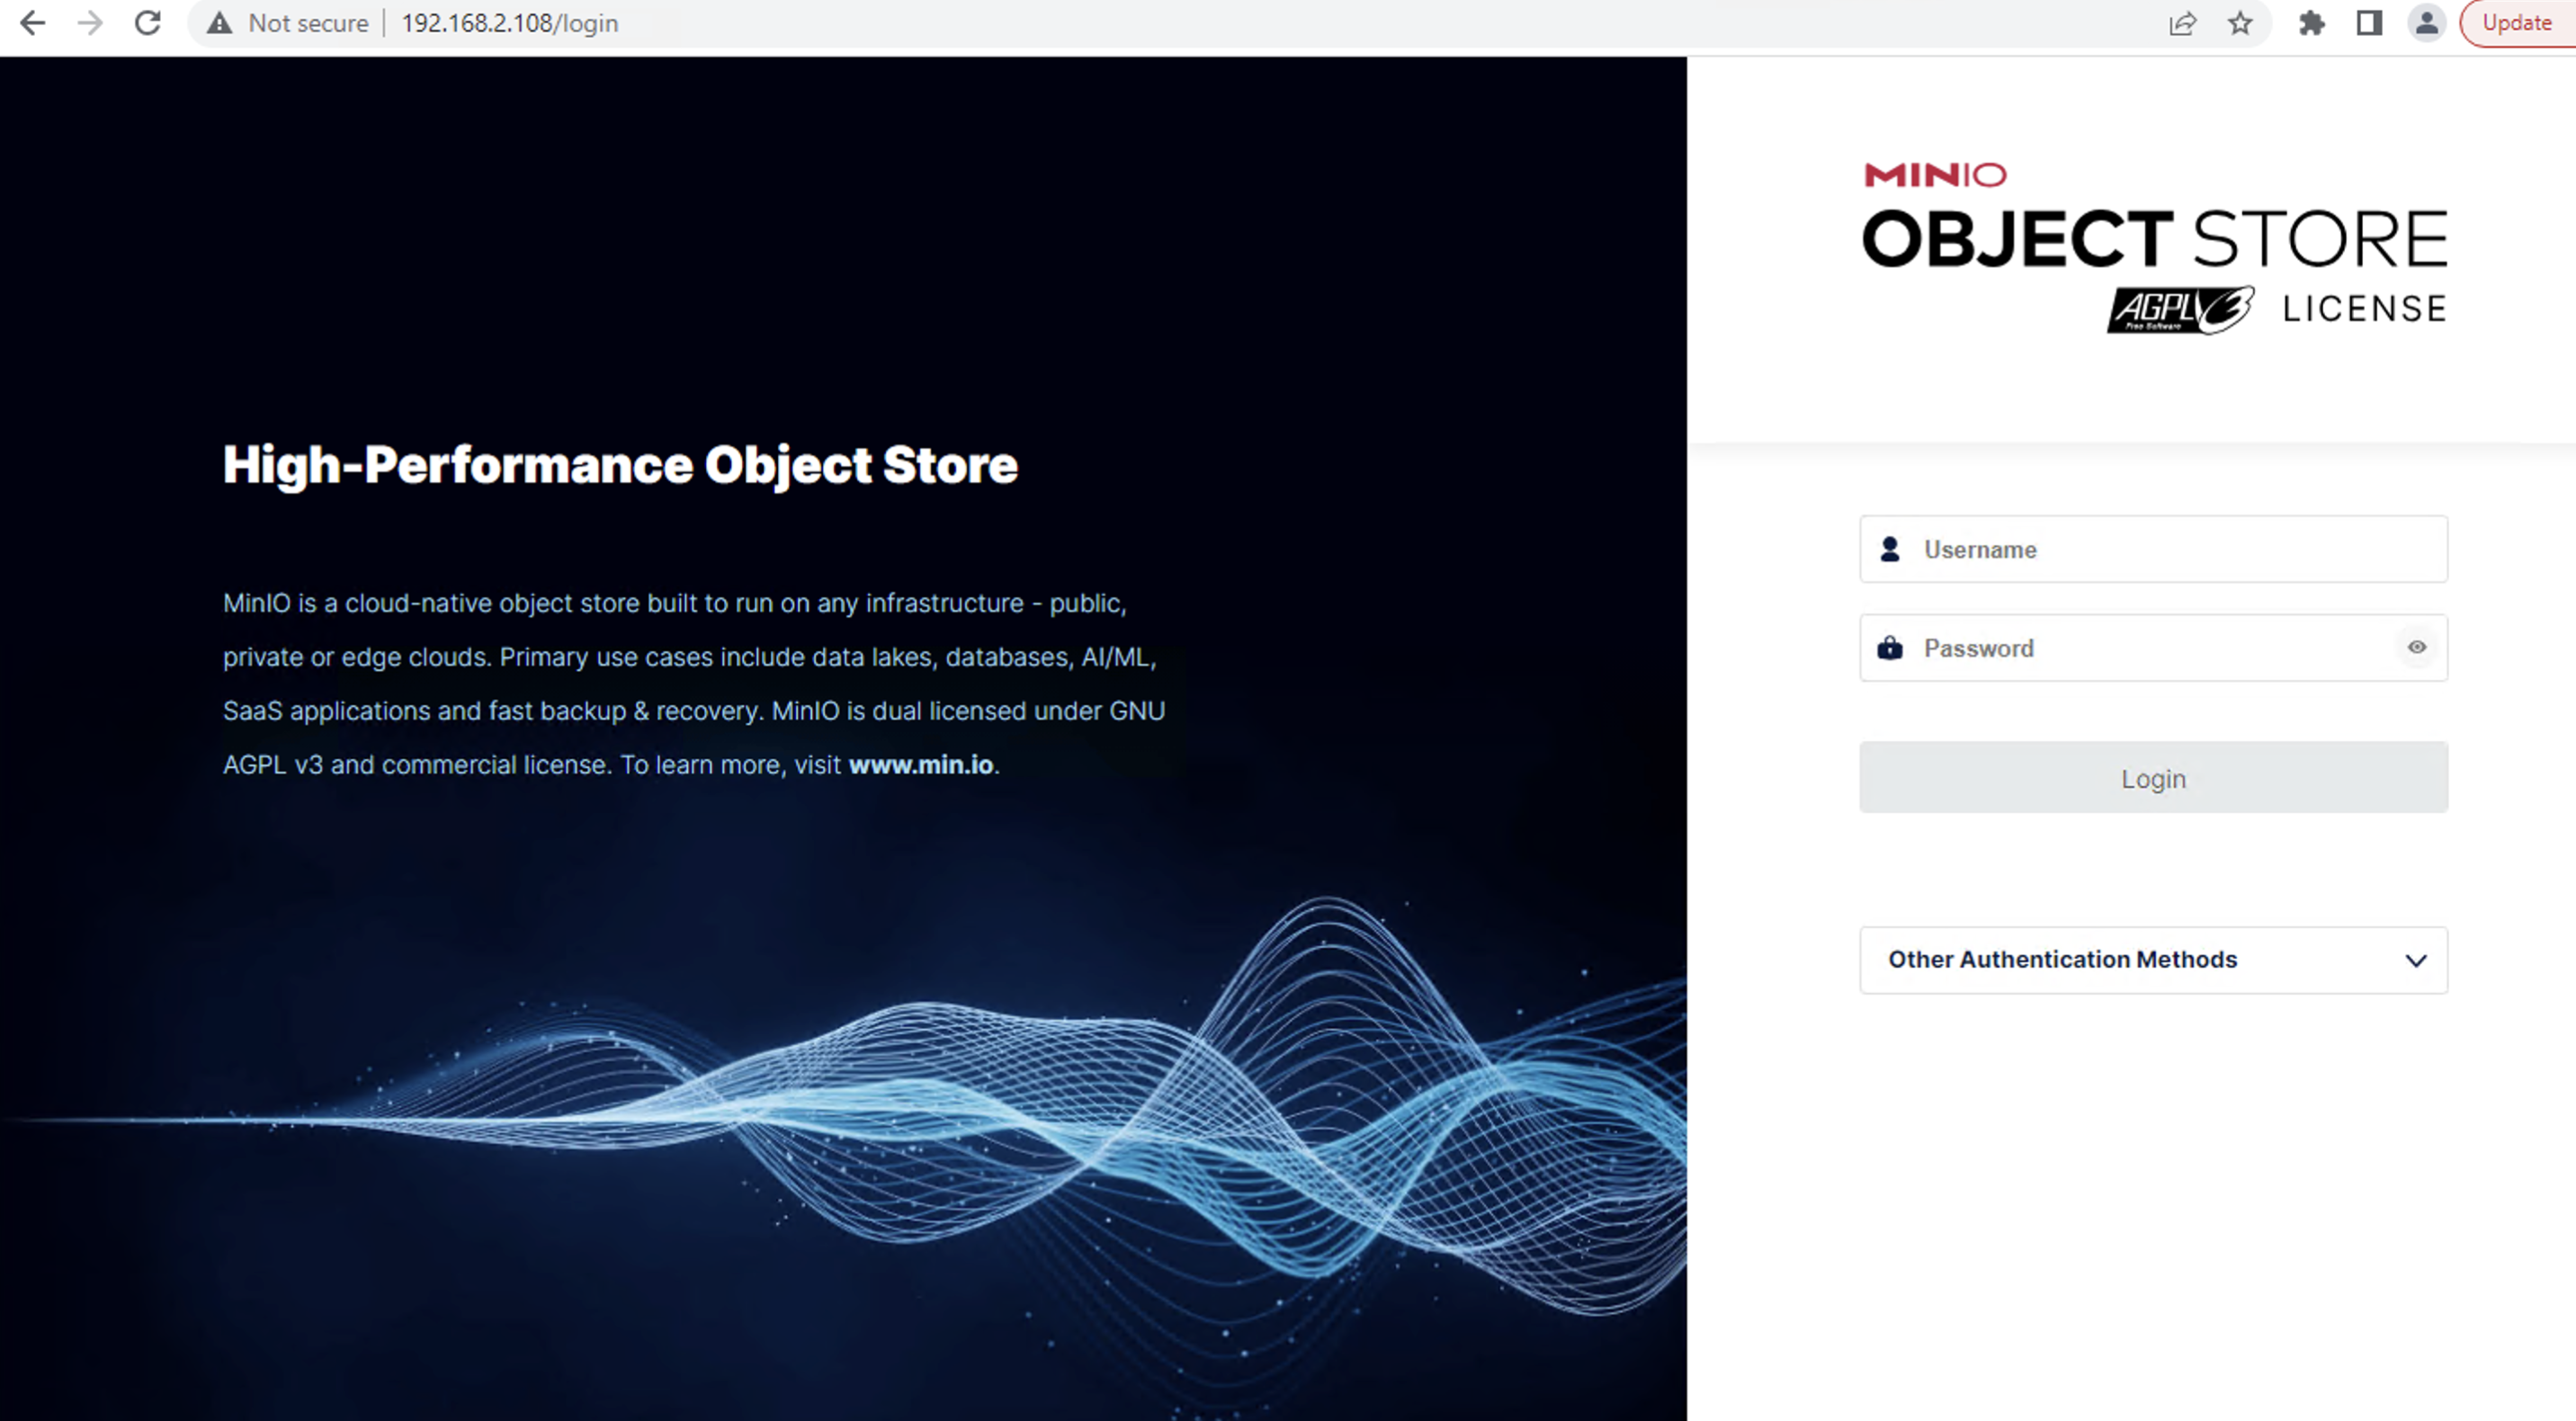 Not secure | 192.168.2.108/login
Update
High-Performance Object Store
MinIO is a cloud-native object store built to run on any infrastructure - public,
private or edge clouds. Primary use cases include data lakes, databases, AI/ML,
SaaS applications and fast backup & recovery. MinIO is dual licensed under GNU
AGPL v3 and commercial license. To learn more, visit www.min.io.
MINIO
OBJECT STORE
AGPLv3 LICENSE
Free Software
Username
Password
Login
Other Authentication Methods